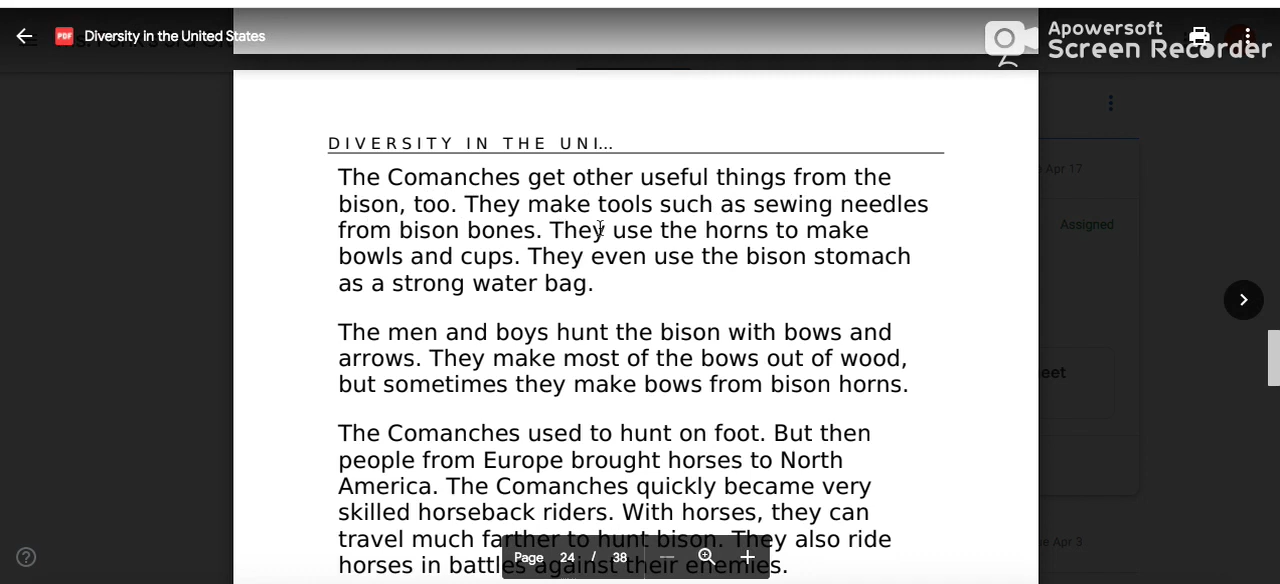 PDF Diversity in the United States
Apowersoft
Screen Recorder
DIVERSITY IN THE UNI...
The Comanches get other useful things from the
bison, too. They make tools such as sewing needles
from bison bones. They use the horns to make
bowls and cups. They even use the bison stomach
as a strong water bag.
The men and boys hunt the bison with bows and
arrows. They make most of the bows out of wood,
but sometimes they make bows from bison horns.
The Comanches used to hunt on foot. But then
people from Europe brought horses to North
America. The Comanches quickly became very
skilled horseback riders. With horses, they can
travel much farther to hunt bison. They also ride
horses in battles against their enemies.
Page 24 / 38
Apr 17
Assigned
eet
e Apr 3